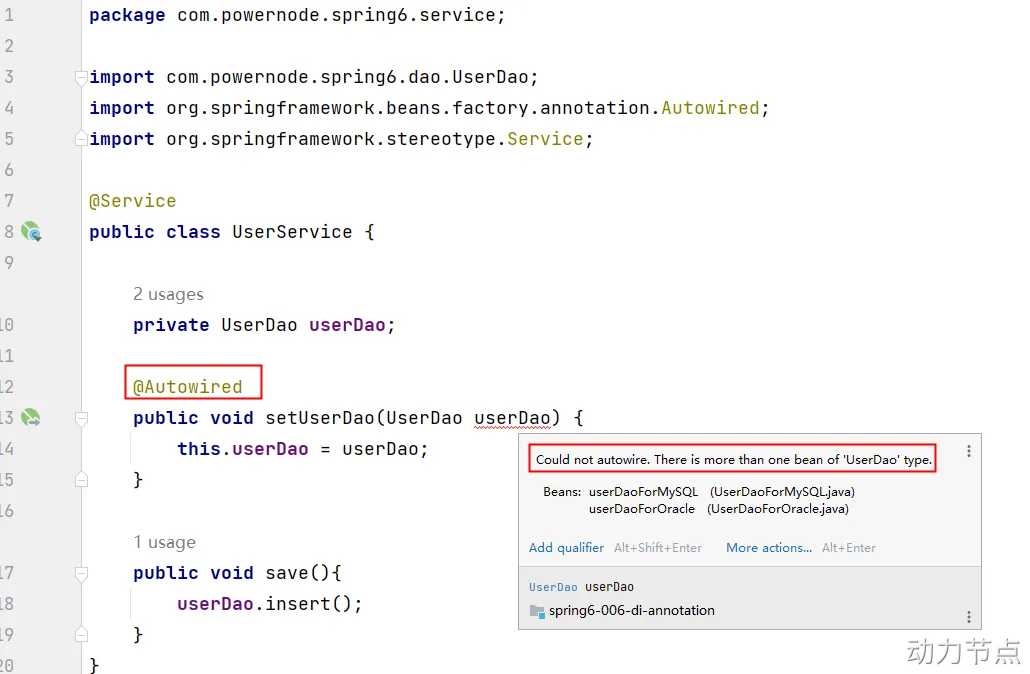 1 package com.powernode.spring6.service;
2
3 import com.powernode.spring6.dao.UserDao;
4 import org.springframework.beans.factory.annotation.Autowired;
5 import org.springframework.stereotype.Service;
6
7 @Service
8 public class UserService {
9
2 usages
10 private UserDao userDao;
11
12 @Autowired
13 public void setUserDao(UserDao userDao) {
14 this.userDao = userDao;
15 }
16
1 usage
17 public void save(){
18 userDao.insert();
19 }
20 }
Could not autowire. There is more than one bean of 'UserDao' type.
Beans: userDaoForMySQL (UserDaoForMySQL.java)
userDaoForOracle (UserDaoForOracle.java)
Add qualifier Alt+Shift+Enter More actions... Alt+Enter
UserDao userDao
spring6-006-di-annotation
动力节点